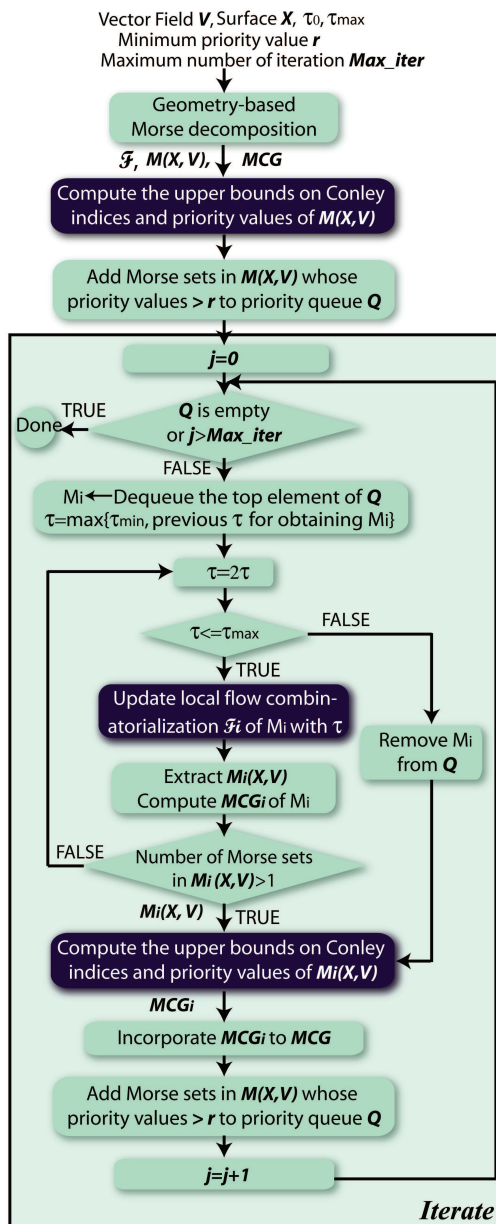 Vector Field V, Surface X, τ0, τmax
Minimum priority value r
Maximum number of iteration Max_iter
Geometry-based
Morse decomposition
ℱ, M(X, V), MCG
Compute the upper bounds on Conley
indices and priority values of M(X,V)
Add Morse sets in M(X,V) whose
priority values > r to priority queue Q
j=0
TRUE
Done
Q is empty
or j>Max_iter
FALSE
Mi←Dequeue the top element of Q
τ=max{τmin, previous τ for obtaining Mi}
τ=2τ
FALSE
τ<=τmax
TRUE
Update local flow combin-
atorialization ℱi of Mi with τ
Remove Mi
from Q
Extract Mi(X,V)
Compute MCGi of Mi
FALSE
Number of Morse sets
in Mi(X,V)>1
Mi(X, V)
TRUE
Compute the upper bounds on Conley
indices and priority values of Mi(X,V)
MCGi
Incorporate MCGi to MCG
Add Morse sets in M(X,V) whose
priority values > r to priority queue Q
j=j+1
Iterate